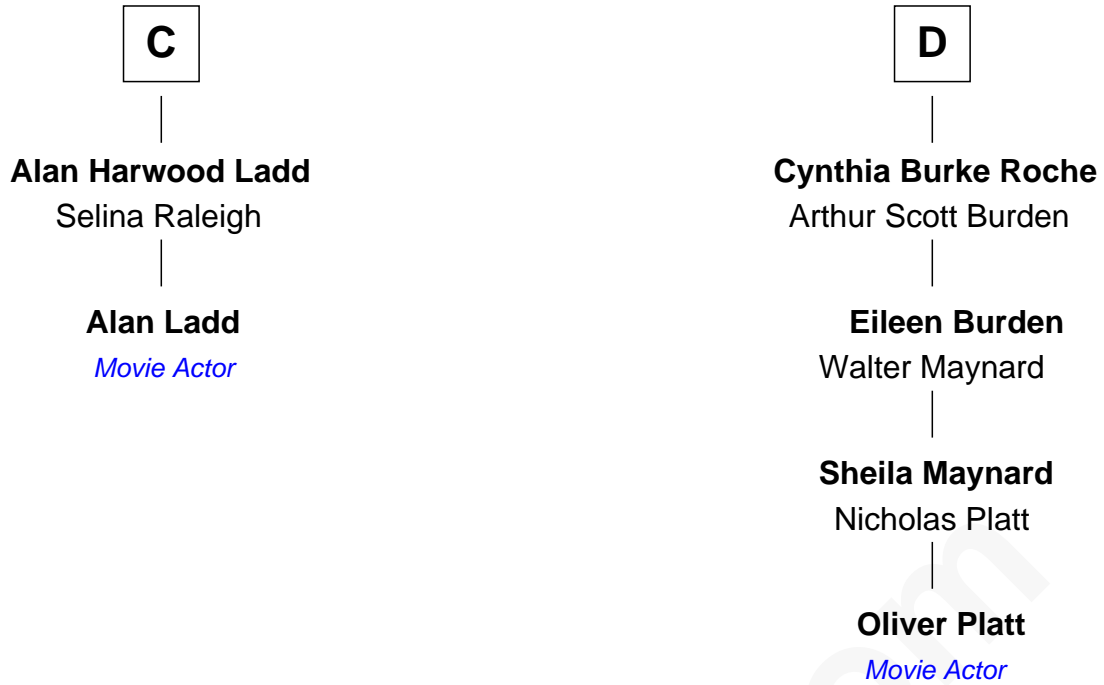 C
Alan Harwood Ladd
Selina Raleigh
Alan Ladd
Movie Actor
D
Cynthia Burke Roche
Arthur Scott Burden
Eileen Burden
Walter Maynard
Sheila Maynard
Nicholas Platt
Oliver Platt
Movie Actor